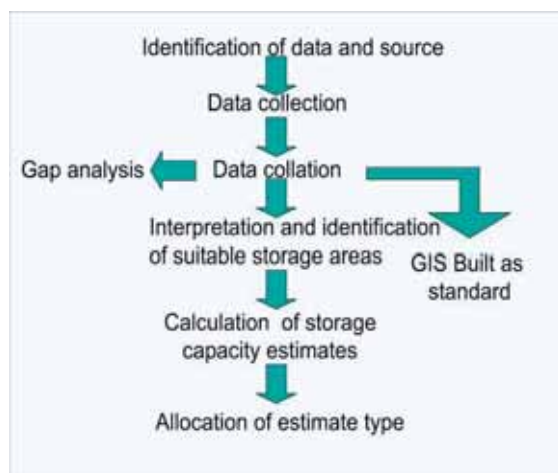 Identification of data and source
Data collection
Gap analysis
Data collation
Interpretation and identification
of suitable storage areas
GIS Built as
standard
Calculation of storage
capacity estimates
Allocation of estimate type